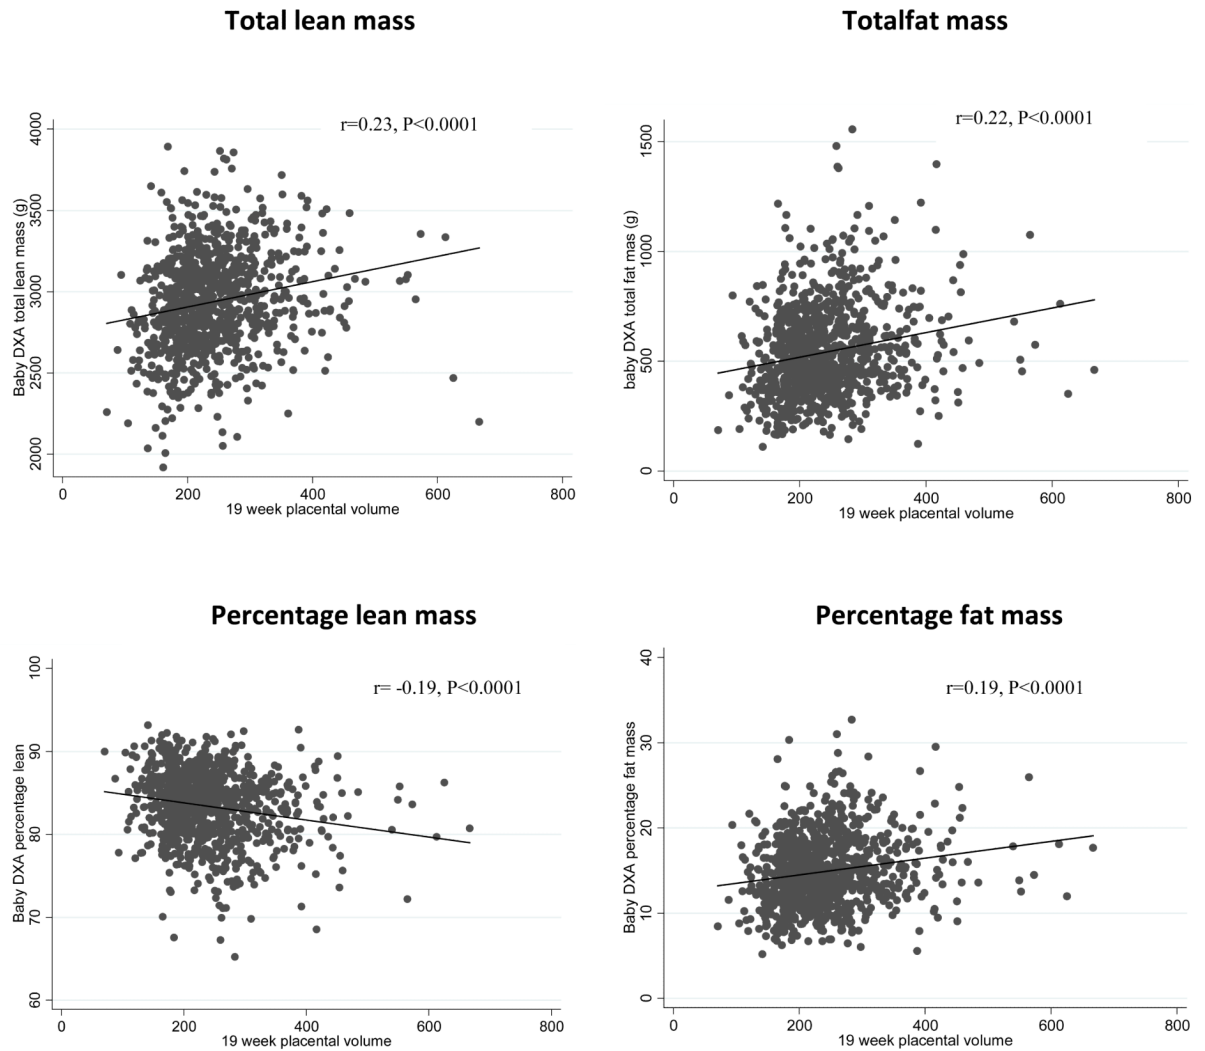 Total lean mass
Totalfat mass
r=0.23, P<0.0001
Baby DXA total lean mass (g)
4000
3500
3000
2500
2000
0 200 400 600 800
19 week placental volume
r=0.22, P<0.0001
baby DXA total fat mas (g)
1500
1000
500
0
0 200 400 600 800
19 week placental volume
Percentage lean mass
Percentage fat mass
r= -0.19, P<0.0001
Baby DXA percentage lean
100
90
80
70
60
0 200 400 600 800
19 week placental volume
r=0.19, P<0.0001
Baby DXA percentage fat mass
40
30
20
10
0
0 200 400 600 800
19 week placental volume